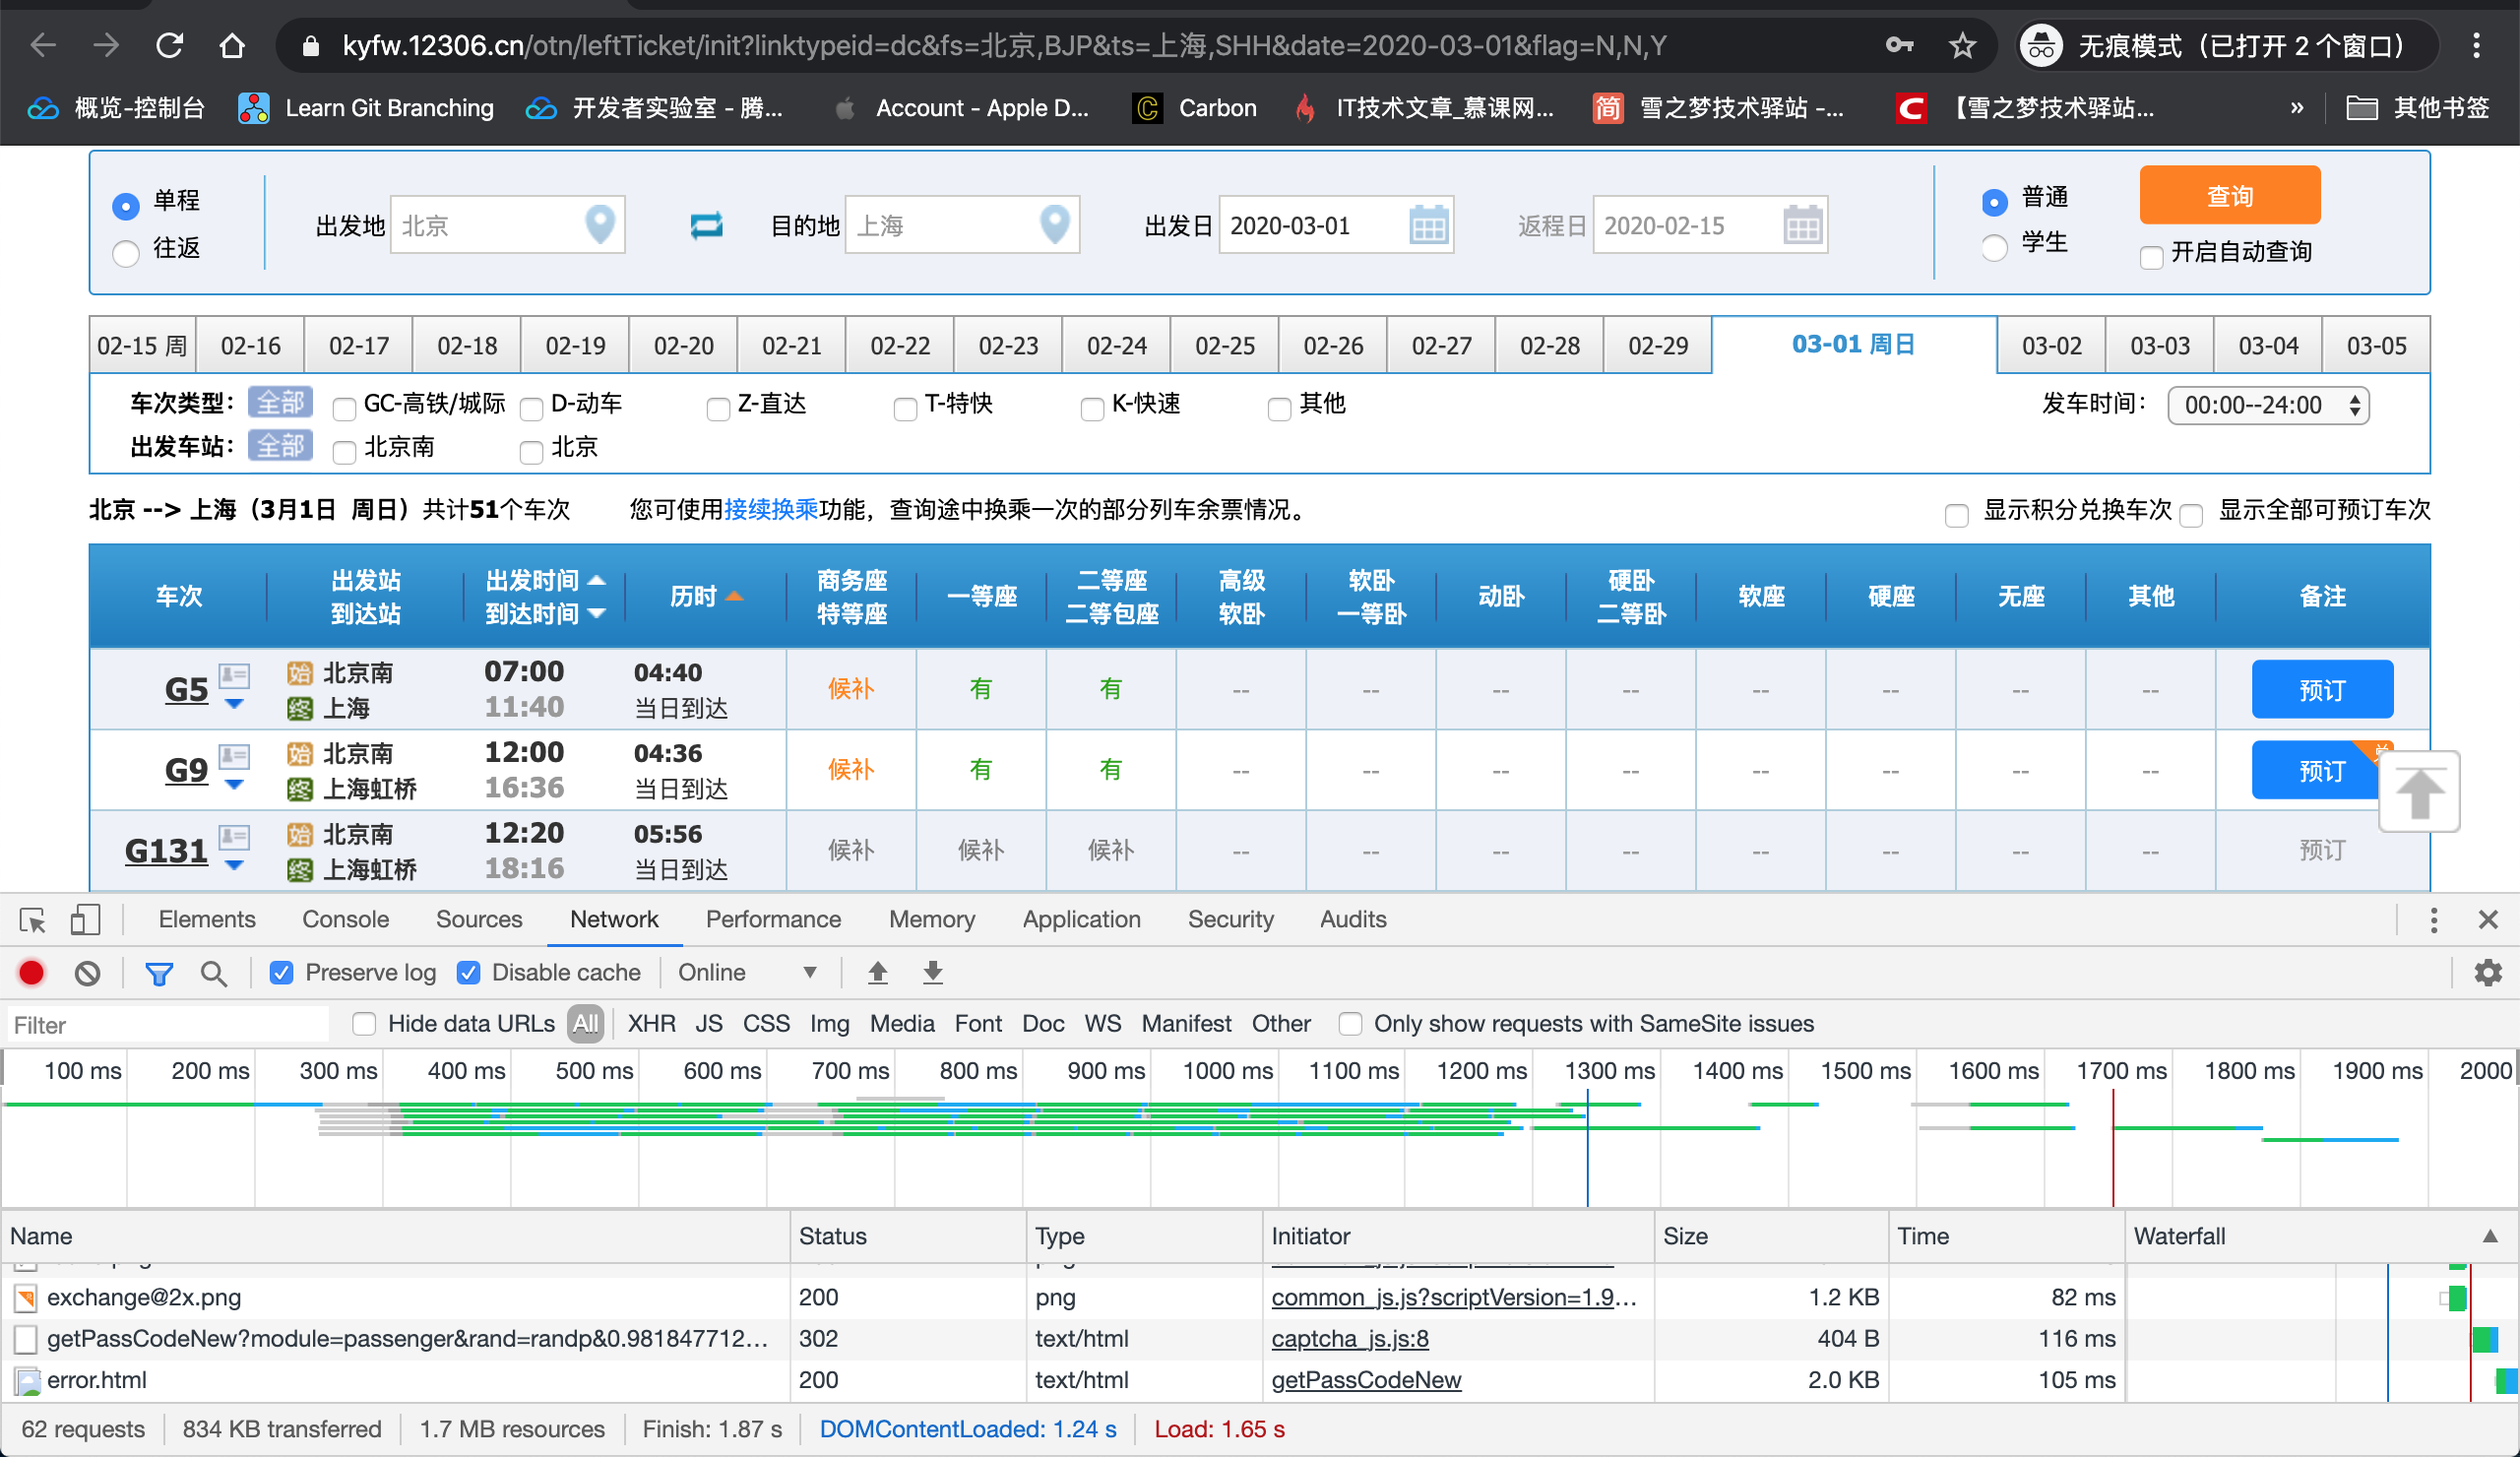 kyfw.12306.cn/otn/leftTicket/init?linktypeid=dc&fs=北京,BJP&ts=上海,SHH&date=2020-03-01&flag=N,N,Y 无痕模式（已打开 2 个窗口）
概览-控制台 Learn Git Branching 开发者实验室 - 腾... Account - Apple D... Carbon IT技术文章_慕课网... 简 雪之梦技术驿站 -... C 【雪之梦技术驿站... » 其他书签
单程
往返
出发地 北京 目的地 上海 出发日 2020-03-01 返程日 2020-02-15
普通
学生
查询
开启自动查询
02-15 周 02-16 02-17 02-18 02-19 02-20 02-21 02-22 02-23 02-24 02-25 02-26 02-27 02-28 02-29 03-01 周日 03-02 03-03 03-04 03-05
车次类型： 全部 GC-高铁/城际 D-动车 Z-直达 T-特快 K-快速 其他 发车时间： 00:00--24:00
出发车站： 全部 北京南 北京
北京 --> 上海（3月1日 周日）共计51个车次 您可使用接续换乘功能，查询途中换乘一次的部分列车余票情况。 显示积分兑换车次 显示全部可预订车次
车次 出发站 到达站 出发时间 到达时间 历时 商务座 特等座 一等座 二等座 二等包座 高级 软卧 软卧 一等卧 动卧 硬卧 二等卧 软座 硬座 无座 其他 备注
G5 始 北京南 07:00 04:40 候补 有 有 -- -- -- -- -- -- -- -- 预订
终 上海 11:40 当日到达
G9 始 北京南 12:00 04:36 候补 有 有 -- -- -- -- -- -- -- -- 预订
终 上海虹桥 16:36 当日到达
G131 始 北京南 12:20 05:56 候补 候补 候补 -- -- -- -- -- -- -- -- 预订
终 上海虹桥 18:16 当日到达
Elements Console Sources Network Performance Memory Application Security Audits
Preserve log Disable cache Online
Filter Hide data URLs All XHR JS CSS Img Media Font Doc WS Manifest Other Only show requests with SameSite issues
100 ms 200 ms 300 ms 400 ms 500 ms 600 ms 700 ms 800 ms 900 ms 1000 ms 1100 ms 1200 ms 1300 ms 1400 ms 1500 ms 1600 ms 1700 ms 1800 ms 1900 ms 2000
Name Status Type Initiator Size Time Waterfall
exchange@2x.png 200 png common_js.js?scriptVersion=1.9... 1.2 KB 82 ms
getPassCodeNew?module=passenger&rand=randp&0.981847712... 302 text/html captcha_js.js:8 404 B 116 ms
error.html 200 text/html getPassCodeNew 2.0 KB 105 ms
62 requests 834 KB transferred 1.7 MB resources Finish: 1.87 s DOMContentLoaded: 1.24 s Load: 1.65 s